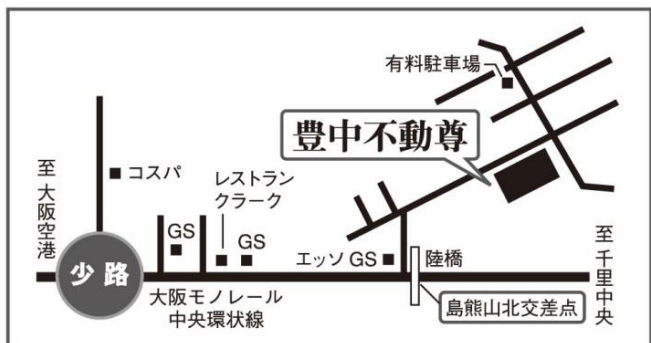 有料駐車場
豊中不動尊
至 大阪空港
コスパ
レストラン
クラーク
GS
GS
エッソ GS
陸橋
至 千里中央
少路
大阪モノレール
中央環状線
島熊山北交差点